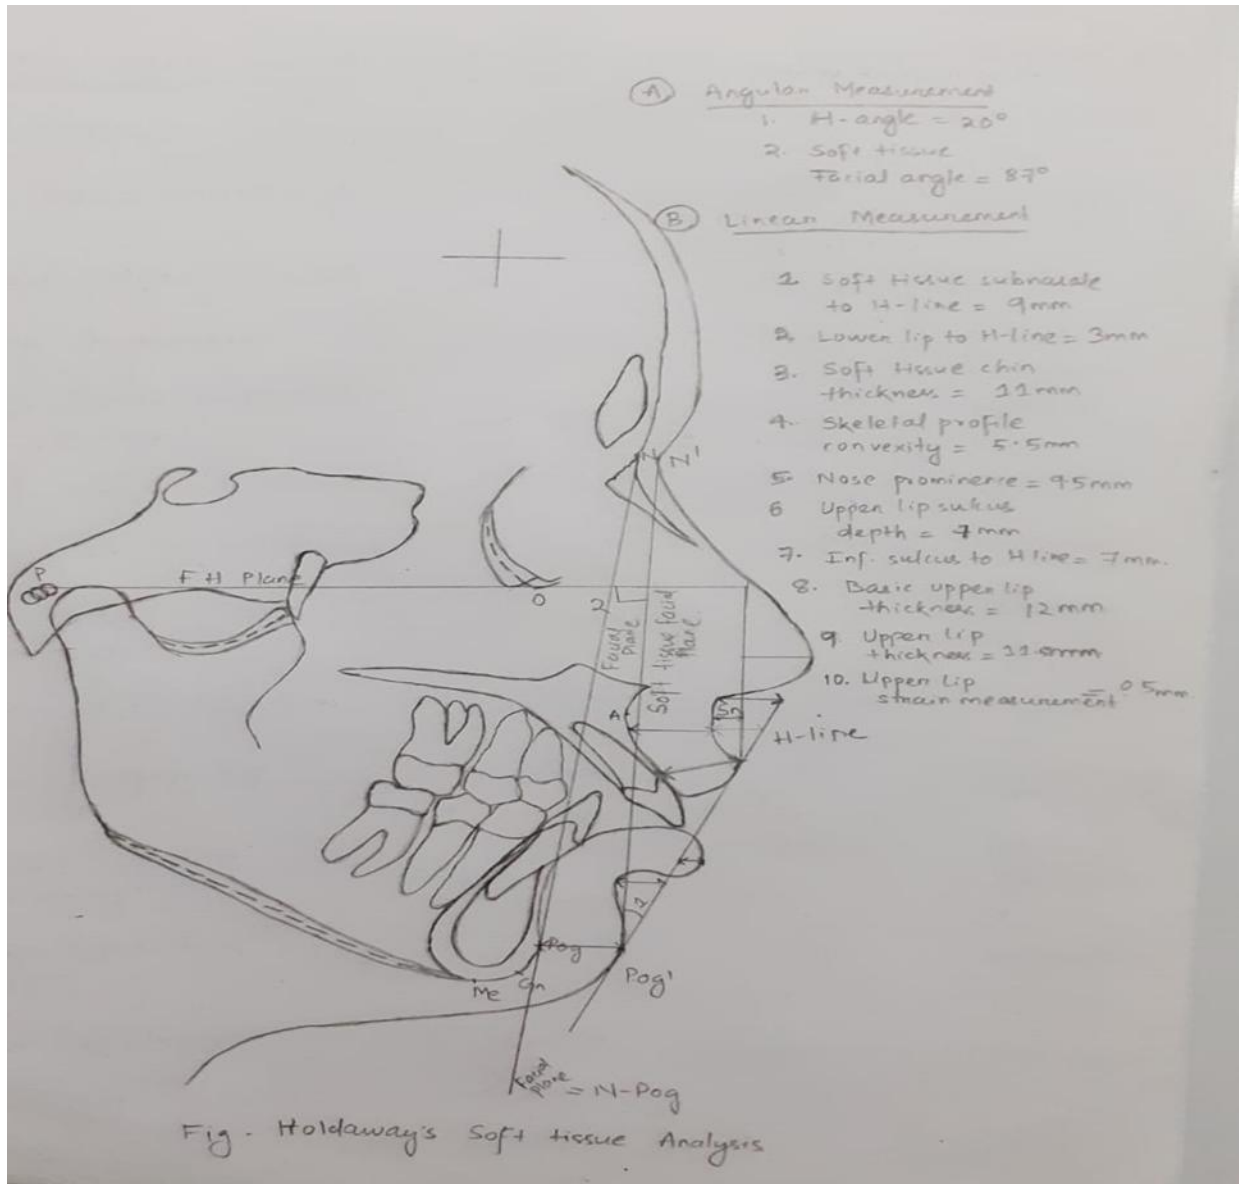 A Angular Measurement
1. H-angle = 20°
2. Soft tissue
Facial angle = 87°
B Linear Measurement
1 Soft tissue subnasale
to H-line = 9mm
2. Lower lip to H-line = 3mm
3. Soft tissue chin
thickness = 11mm
4. Skeletal profile
convexity = 5.5mm
5. Nose prominence = 9.5mm
6 Upper lip sulcus
depth = 7mm
7. Inf. sulcus to H line = 7mm.
8. Basic upper lip
thickness = 12mm
9. Upper lip
thickness =
10. Upper Lip
strain measurement = 0.5mm
N N'
P
FH Plane
O
2
Facial
Plane
Soft tissue facial
Plane
A
Sn
H-line
1
Pog
Pog'
Me
Gn
Facial
Plane = N-Pog
Fig. Holdaway's Soft tissue Analysis